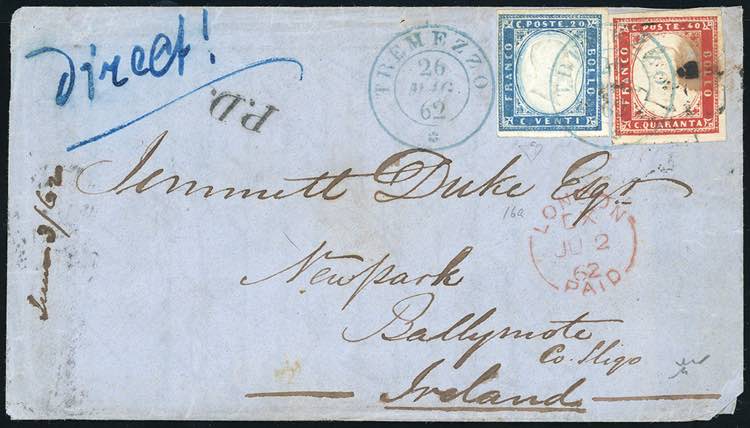 Direct!
P.D.
TREMEZZO
26
MAG
62
C. POSTE. 20
FRANCO
BOLLO
C. VENTI
C. POSTE. 40
FRANCO
BOLLO
C. QUARANTA
Jemmett Duke Esqr
16a
LONDON
JU 2
62
PAID
Newpark
Ballymote
Co. Sligo
Ireland